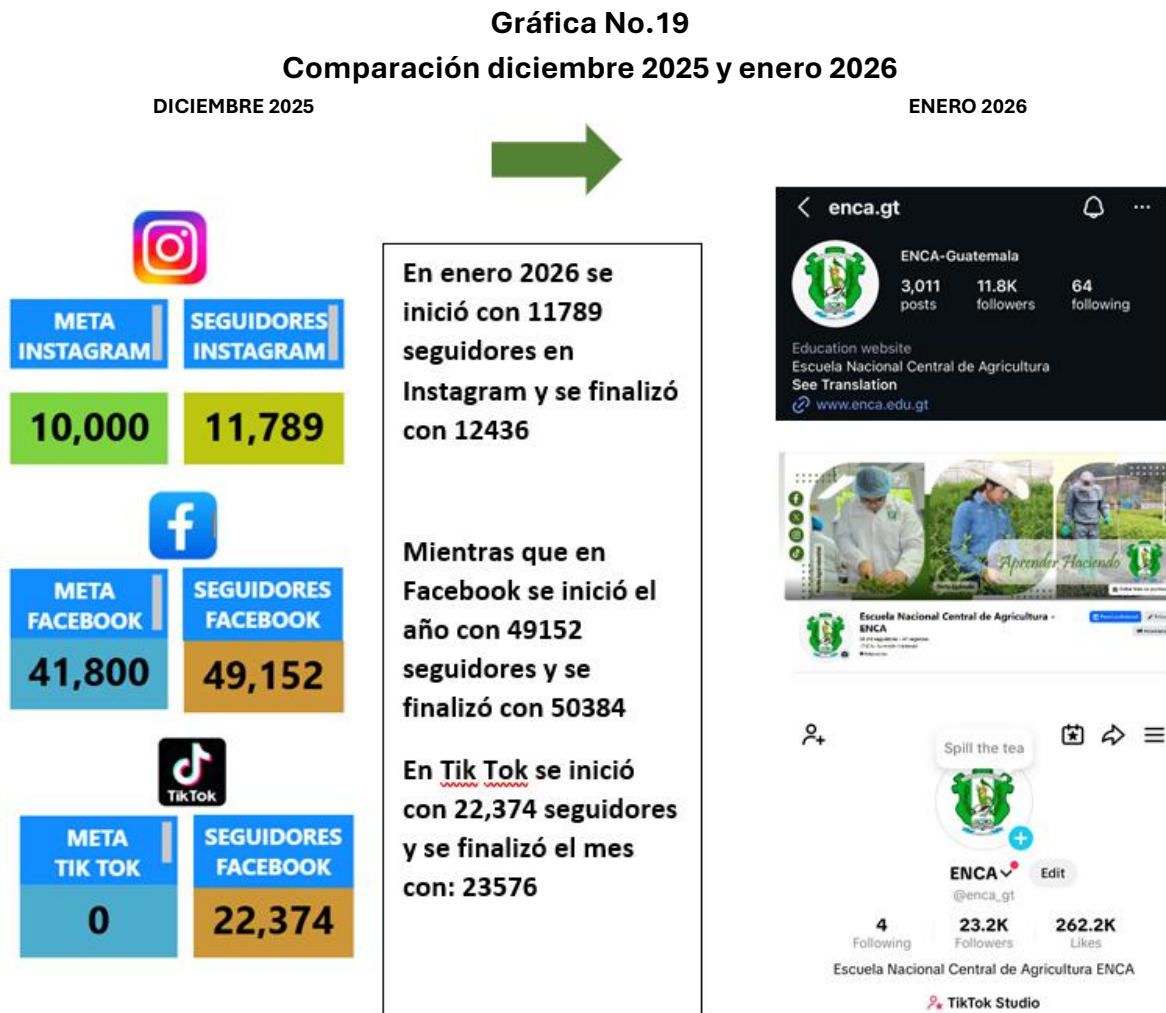 Gráfica No.19
Comparación diciembre 2025 y enero 2026
DICIEMBRE 2025
ENERO 2026
META
INSTAGRAM
SEGUIDORES
INSTAGRAM
10,000
11,789
META
FACEBOOK
SEGUIDORES
FACEBOOK
41,800
49,152
TikTok
META
TIK TOK
SEGUIDORES
FACEBOOK
0
22,374
En enero 2026 se
inició con 11789
seguidores en
Instagram y se finalizó
con 12436
Mientras que en
Facebook se inició el
año con 49152
seguidores y se
finalizó con 50384
En Tik Tok se inició
con 22,374 seguidores
y se finalizó el mes
con: 23576
enca.gt
ENCA-Guatemala
3,011 11.8K 64
posts followers following
Education website
Escuela Nacional Central de Agricultura
See Translation
www.enca.edu.gt
Aprender Haciendo
Escuela Nacional Central de Agricultura -
ENCA
Spill the tea
ENCA
Edit
@enca_gt
4 23.2K 262.2K
Following Followers Likes
Escuela Nacional Central de Agricultura ENCA
TikTok Studio